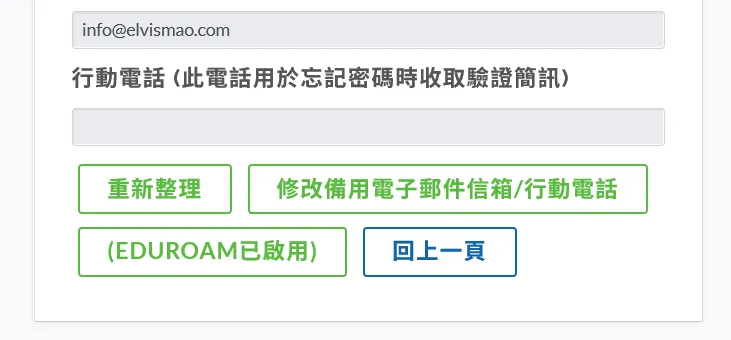 info@elvismao.com
行動電話 (此電話用於忘記密碼時收取驗證簡訊)
重新整理 修改備用電子郵件信箱/行動電話
(EDUROAM已啟用) 回上一頁